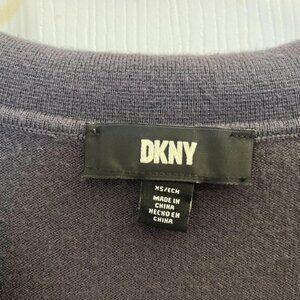 DKNY
XS/ECH
MADE IN
CHINA
HECHO EN
CHINA